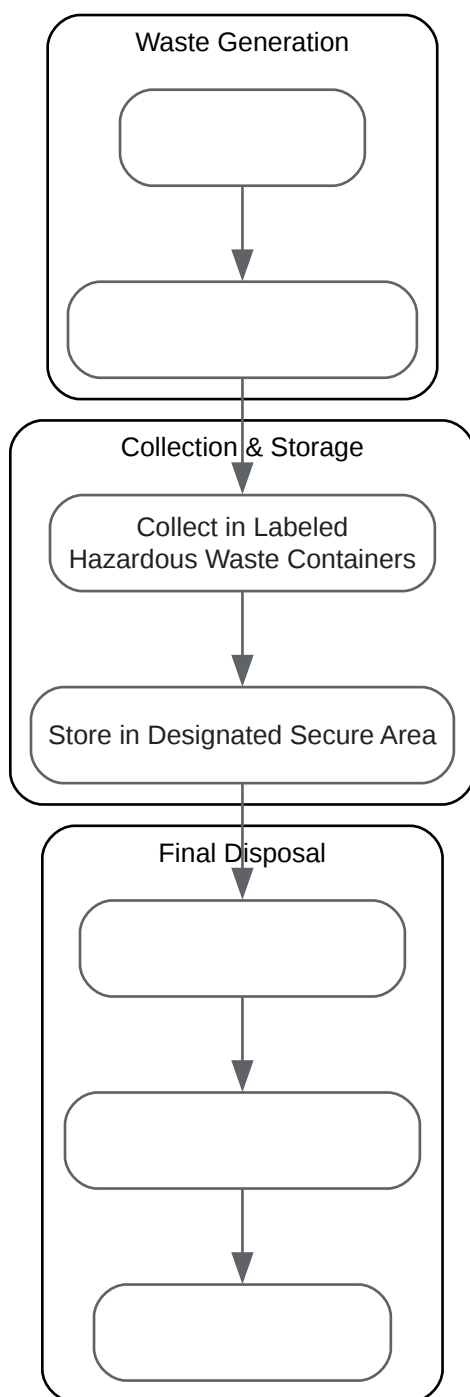 Waste Generation
Collection & Storage
Collect in Labeled
Hazardous Waste Containers
Store in Designated Secure Area
Final Disposal